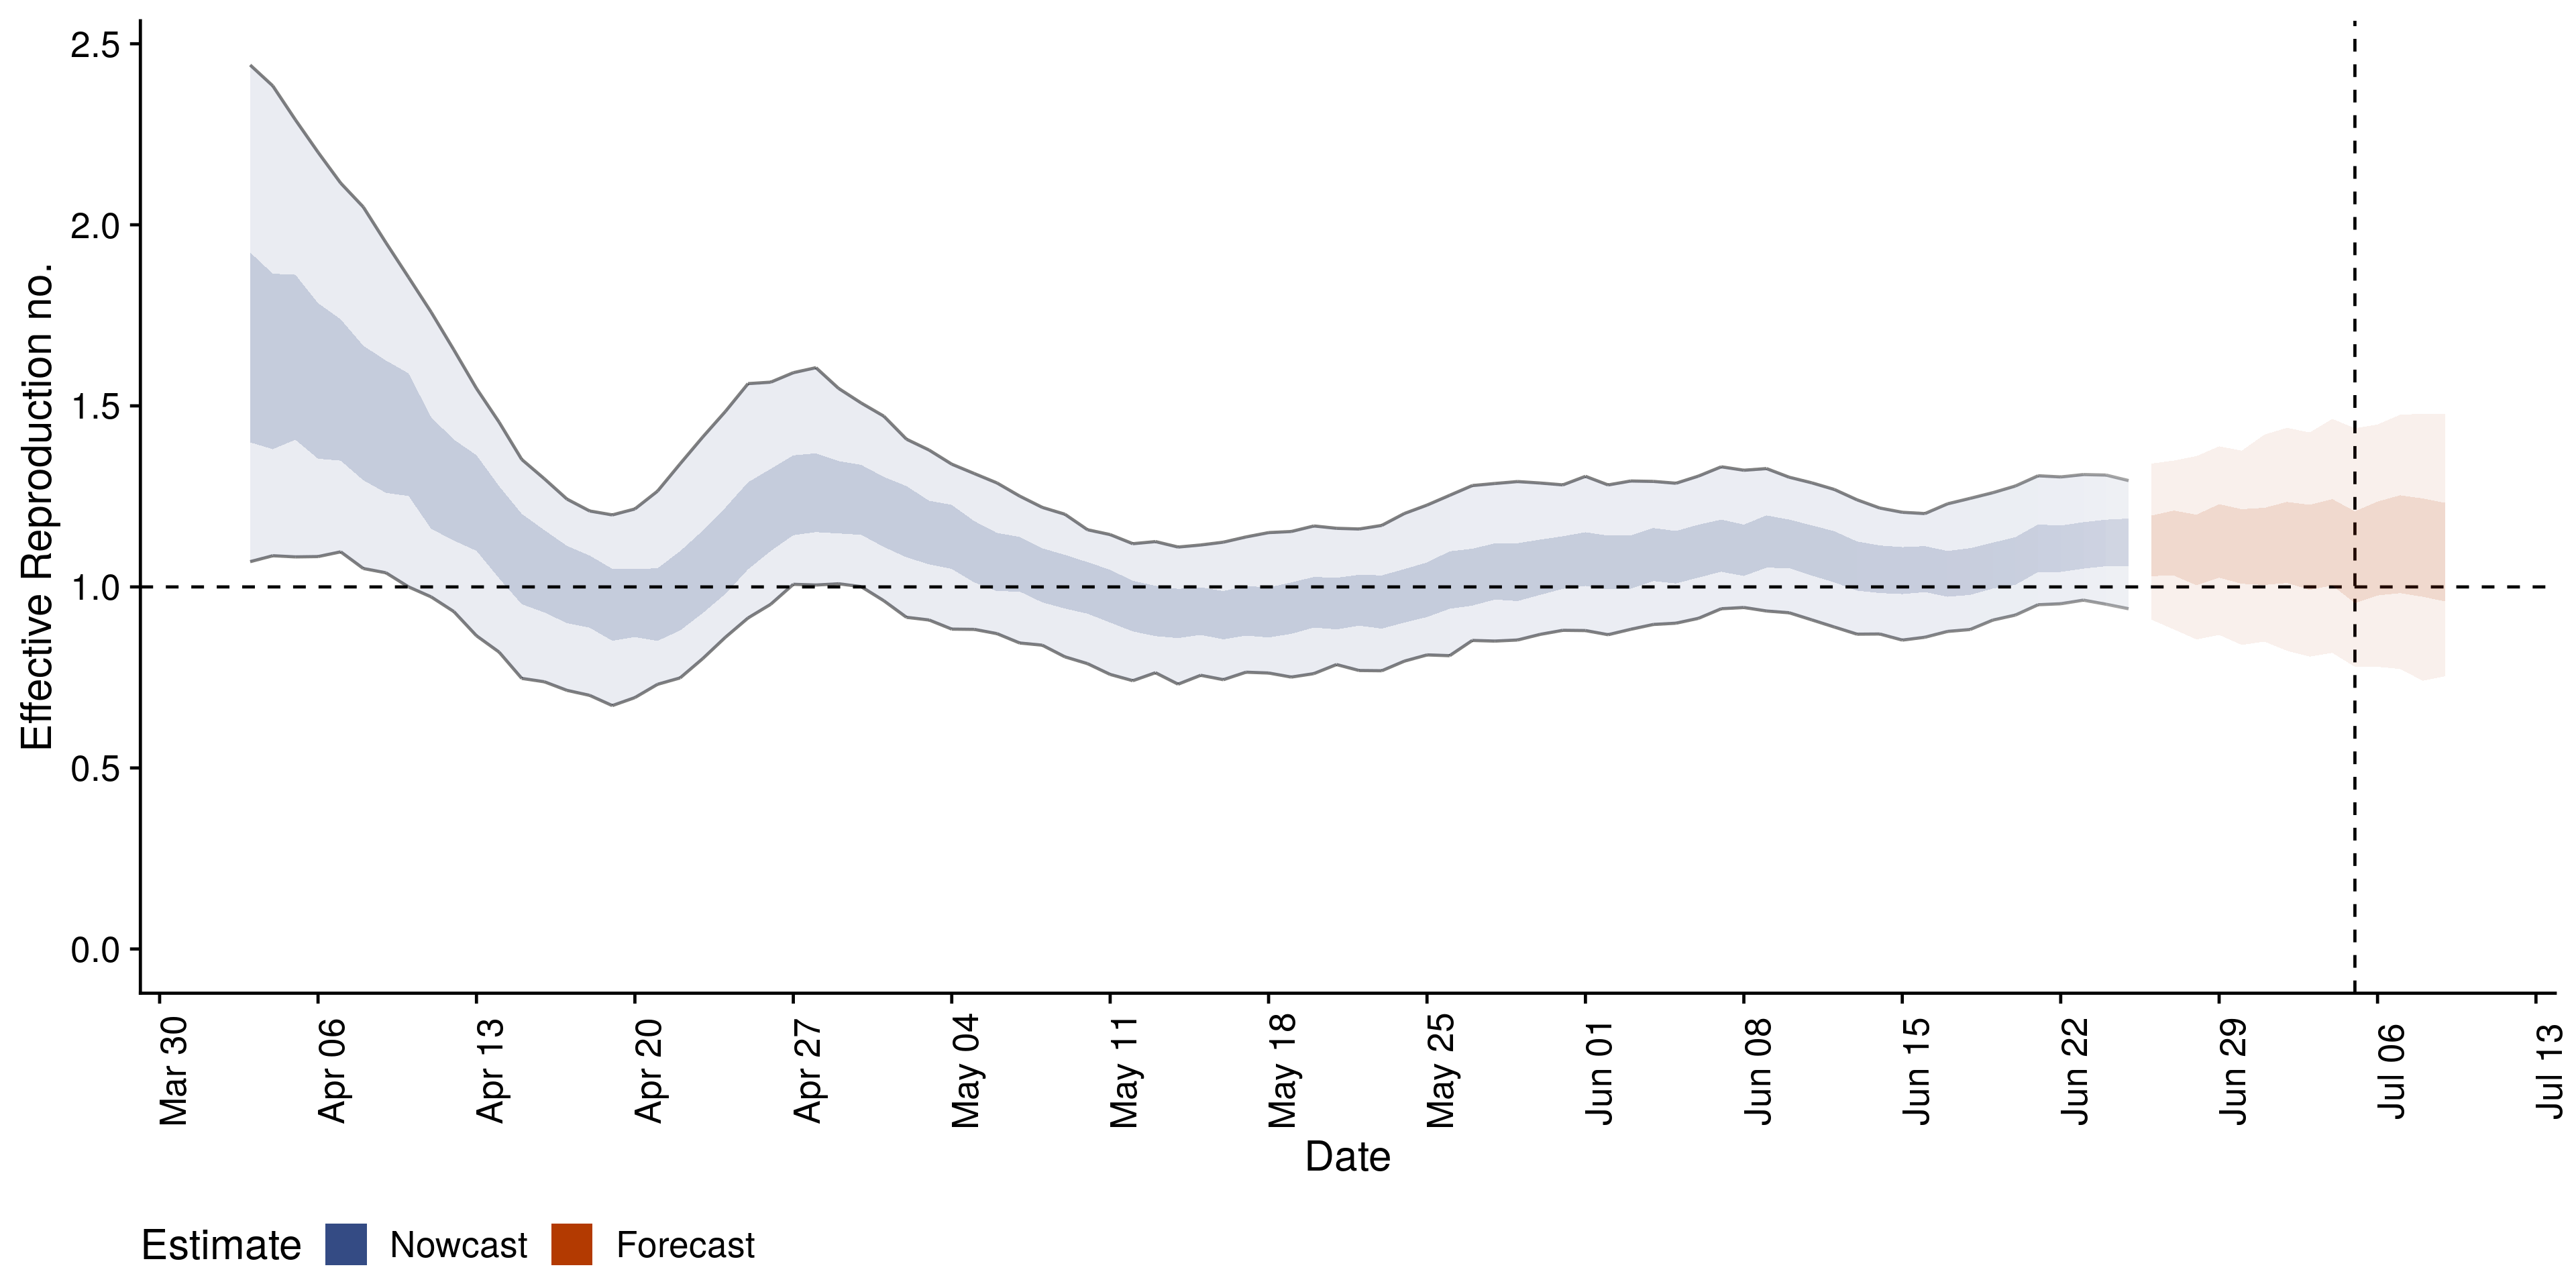 Effective Reproduction no.
2.5
2.0
1.5
1.0
0.5
0.0
Mar 30
Apr 06
Apr 13
Apr 20
Apr 27
May 04
May 11
May 18
May 25
Jun 01
Jun 08
Jun 15
Jun 22
Jun 29
Jul 06
Jul 13
Date
Estimate Nowcast Forecast